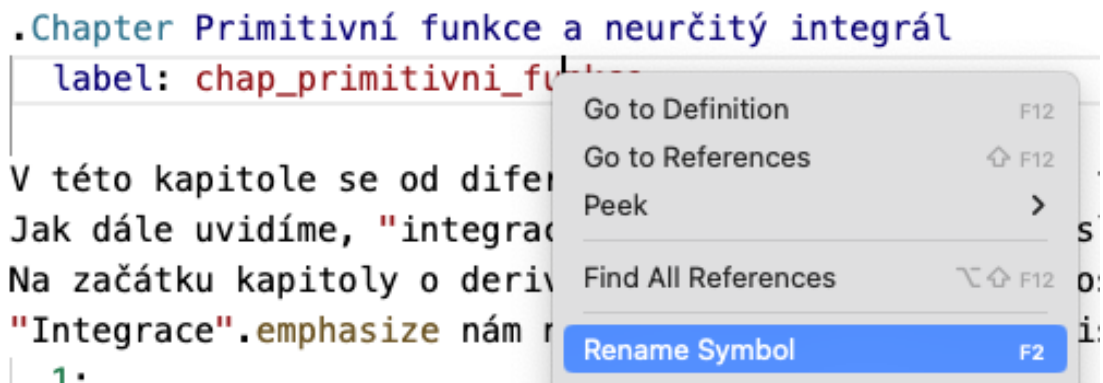 .Chapter Primitivní funkce a neurčitý integrál
label: chap_primitivni_funkce
V této kapitole se od difer
Jak dále uvidíme, "integrac
Na začátku kapitoly o deriv
"Integrace".emphasize nám
1:
Go to Definition F12
Go to References ⇧ F12
Peek >
Find All References ⌥⇧ F12
Rename Symbol F2